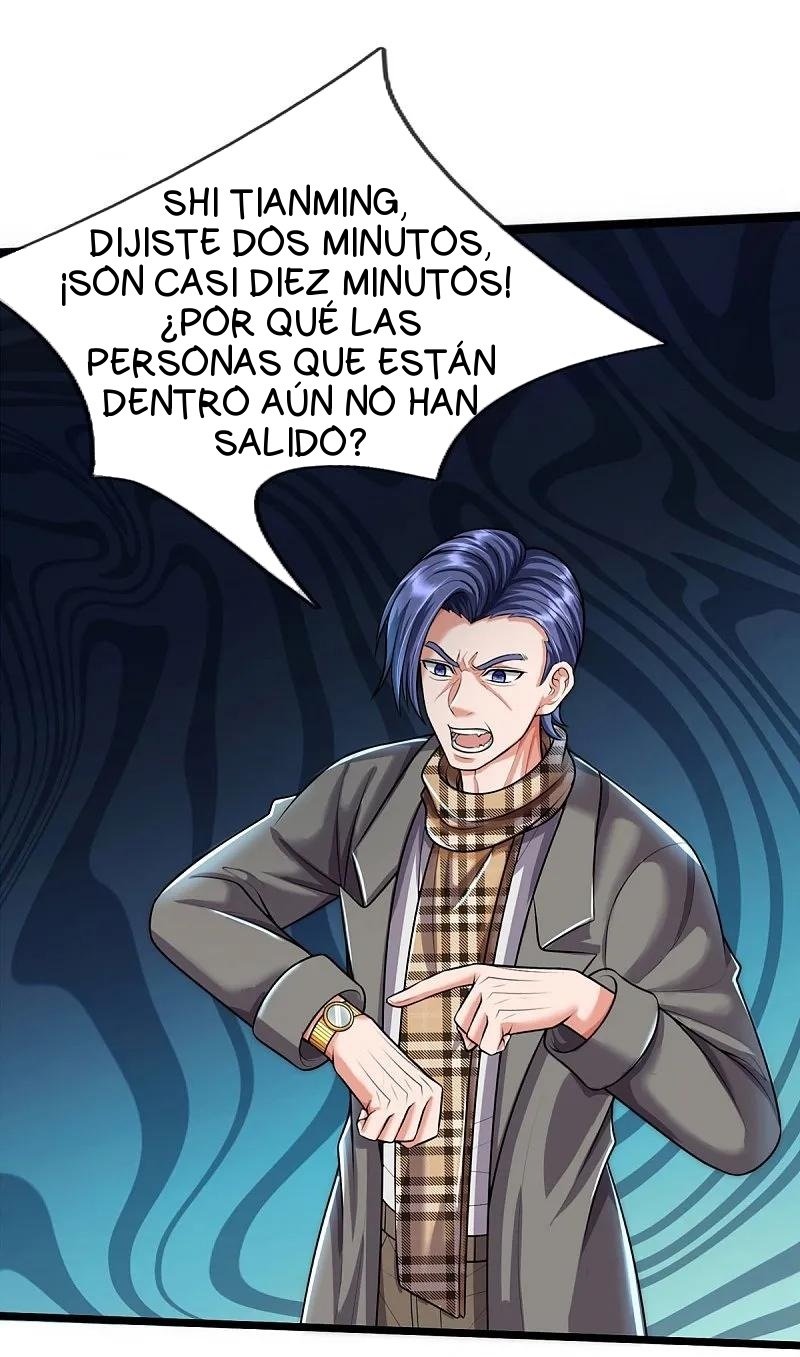 SHI TIANMING,
DIJISTE DOS MINUTOS,
¡SON CASI DIEZ MINUTOS!
¿POR QUÉ LAS
PERSONAS QUE ESTÁN
DENTRO AÚN NO HAN
SALIDO?